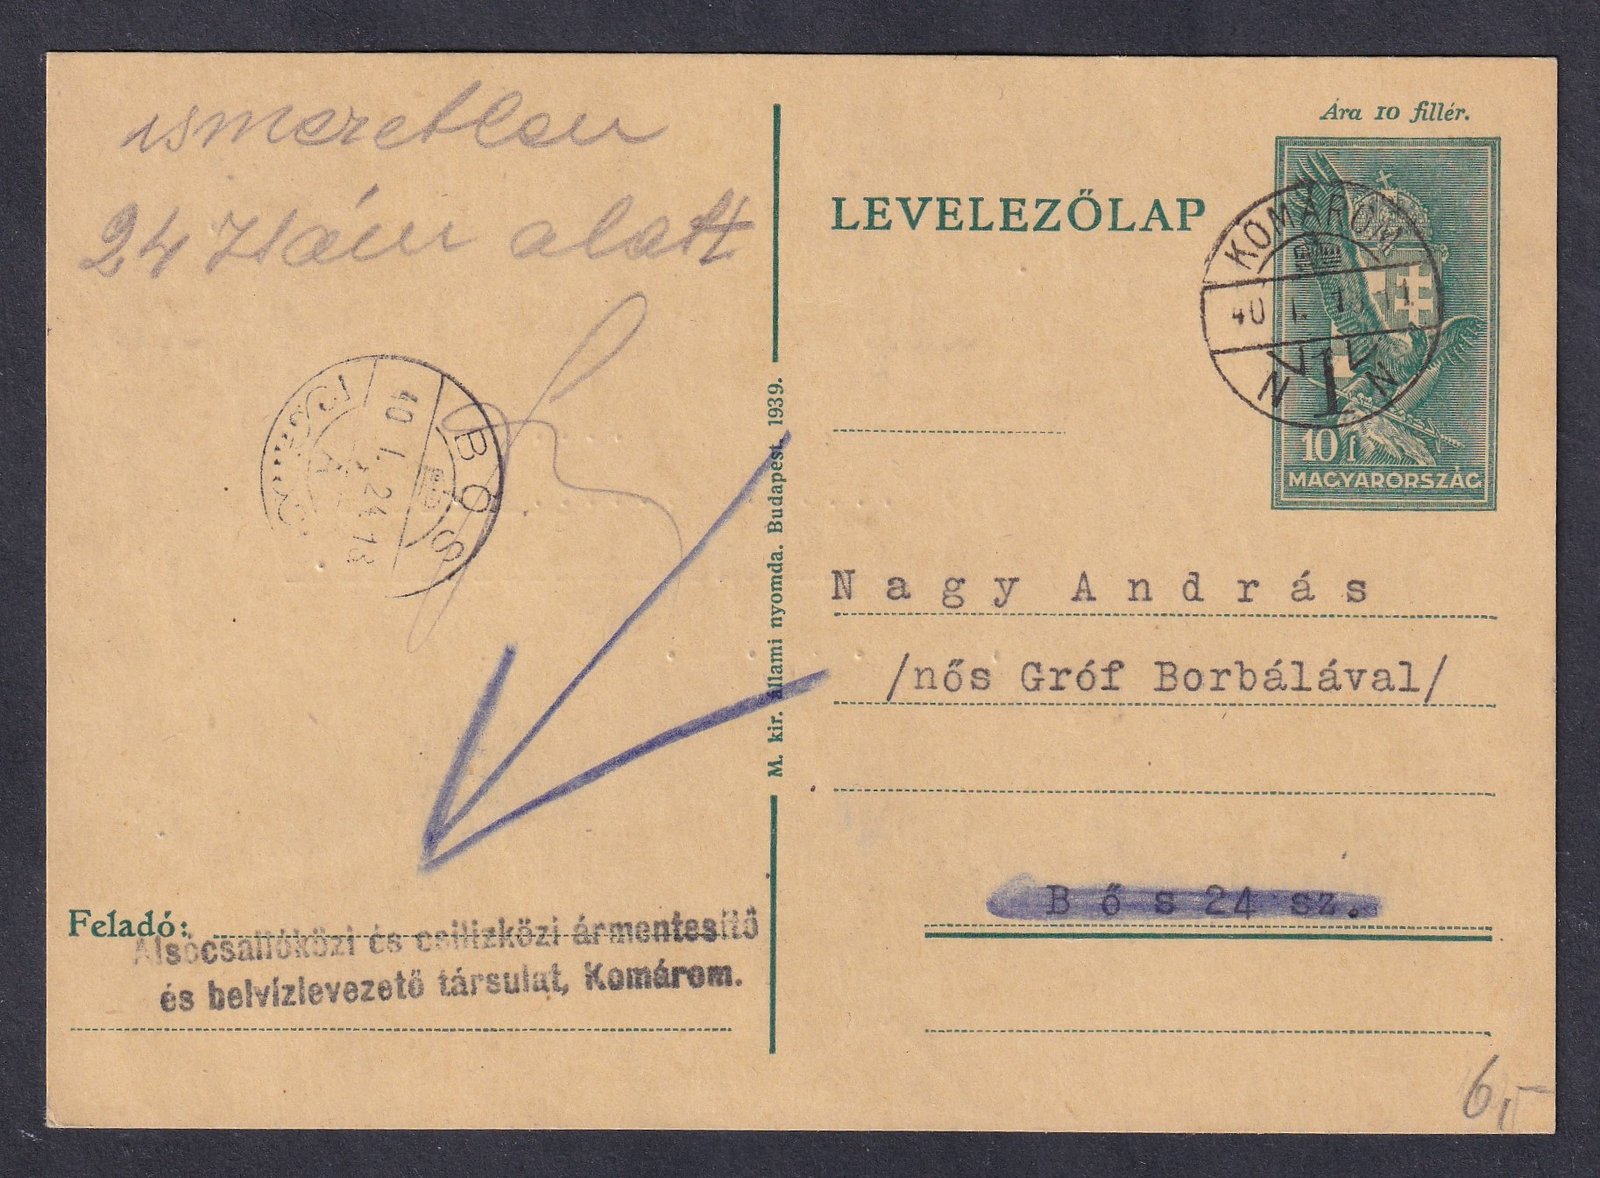 ismeretlen
24 szám alatt
Ára 10 fillér.
LEVELEZŐLAP
KOMÁROM
40 I.
1
N N
10 f
MAGYARORSZÁG
BŐS
40 I. 24. 18
A
M. kir. állami nyomda. Budapest, 1939.
Nagy András
/nős Gróf Borbálával/
Bős 24 sz.
Feladó:
Alsócsallóközi és csilizközi ármentesítő
és belvízlevezető társulat, Komárom.
6,-